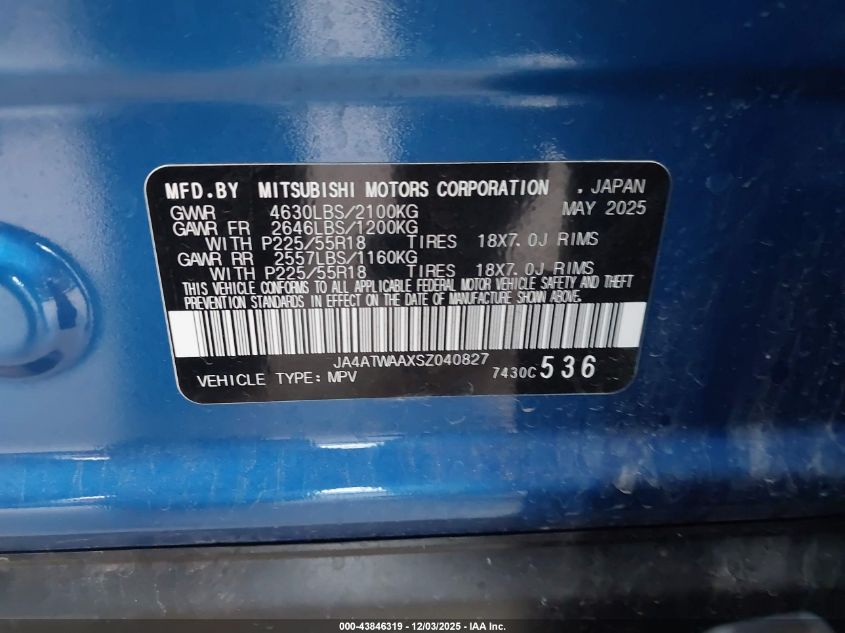 MFD.BY MITSUBISHI MOTORS CORPORATION . JAPAN
GVWR 4630LBS/2100KG MAY 2025
GAWR FR 2646LBS/1200KG
WITH P225/55R18 TIRES 18X7.0J RIMS
GAWR RR 2557LBS/1160KG
WITH P225/55R18 TIRES 18X7.0J RIMS
THIS VEHICLE CONFORMS TO ALL APPLICABLE FEDERAL MOTOR VEHICLE SAFETY AND THEFT
PREVENTION STANDARDS IN EFFECT ON THE DATE OF MANUFACTURE SHOWN ABOVE.
JA4ATWAAXSZ040827
VEHICLE TYPE: MPV 7430C 536
000-43846319 - 12/03/2025 - IAA Inc.